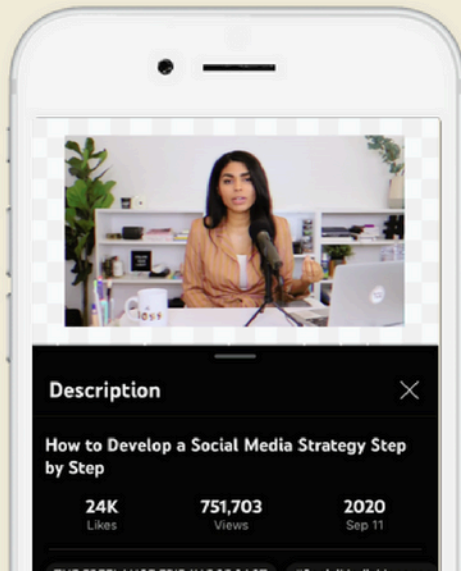 Description
How to Develop a Social Media Strategy Step
by Step
24K
751,703
2020
Likes
Views
Sep 11